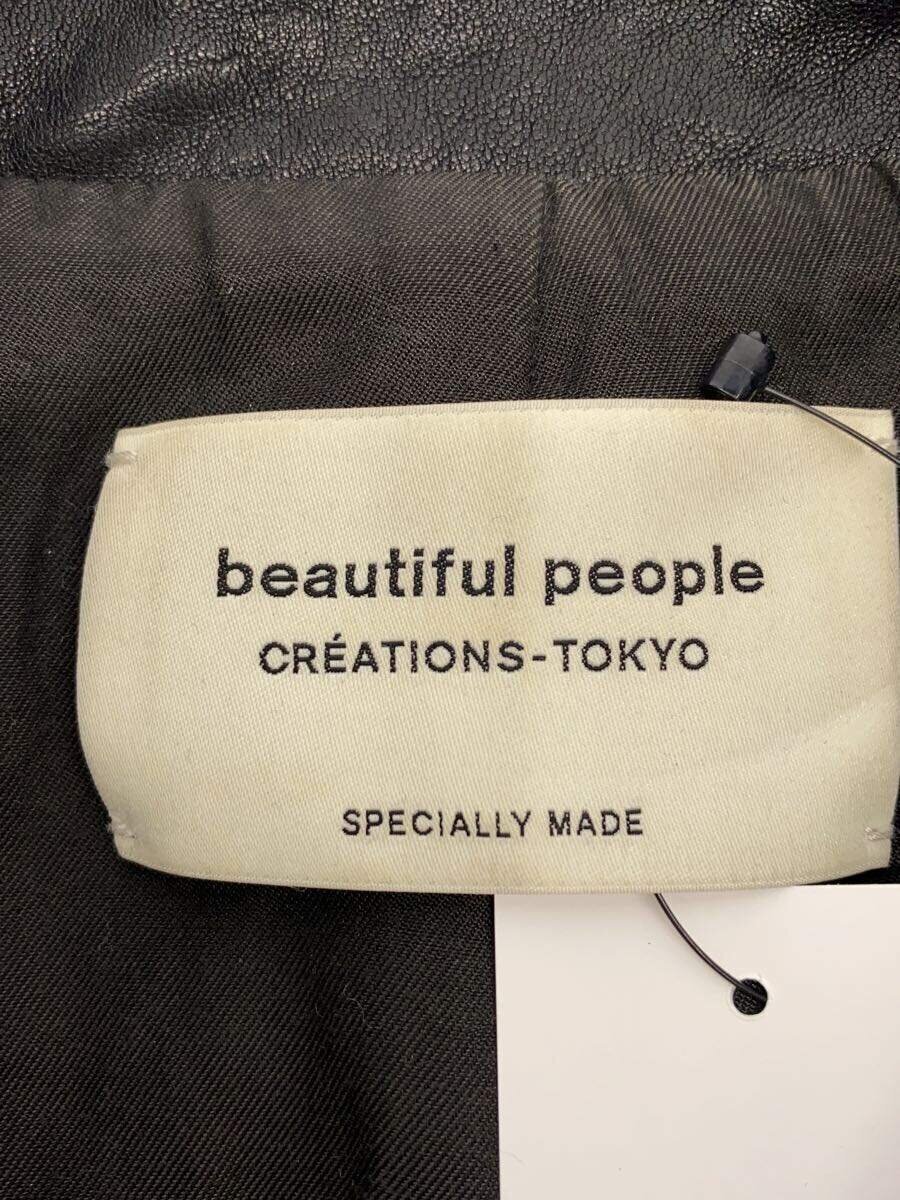 beautiful people
CRÉATIONS-TOKYO
SPECIALLY MADE